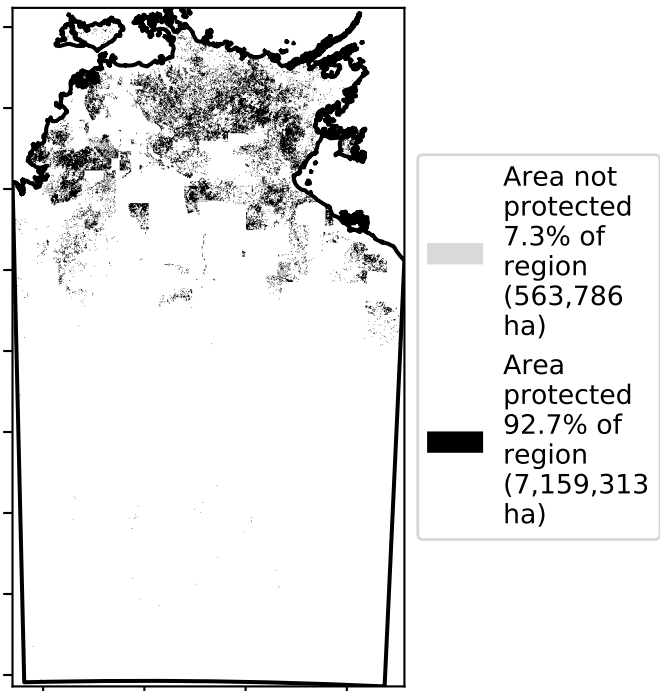 Area not
protected
7.3% of
region
(563,786
ha)
Area
protected
92.7% of
region
(7,159,313
ha)